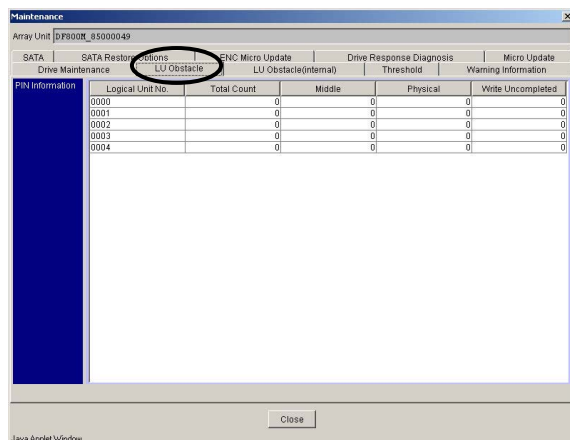 Maintenance
Array Unit DF800M_85000049
SATA SATA Restore Options ENC Micro Update Drive Response Diagnosis Micro Update
Drive Maintenance LU Obstacle LU Obstacle(internal) Threshold Warning Information
PIN Information
Logical Unit No. Total Count Middle Physical Write Uncompleted
0000 0 0 0 0
0001 0 0 0 0
0002 0 0 0 0
0003 0 0 0 0
0004 0 0 0 0
Close
Java Applet Window